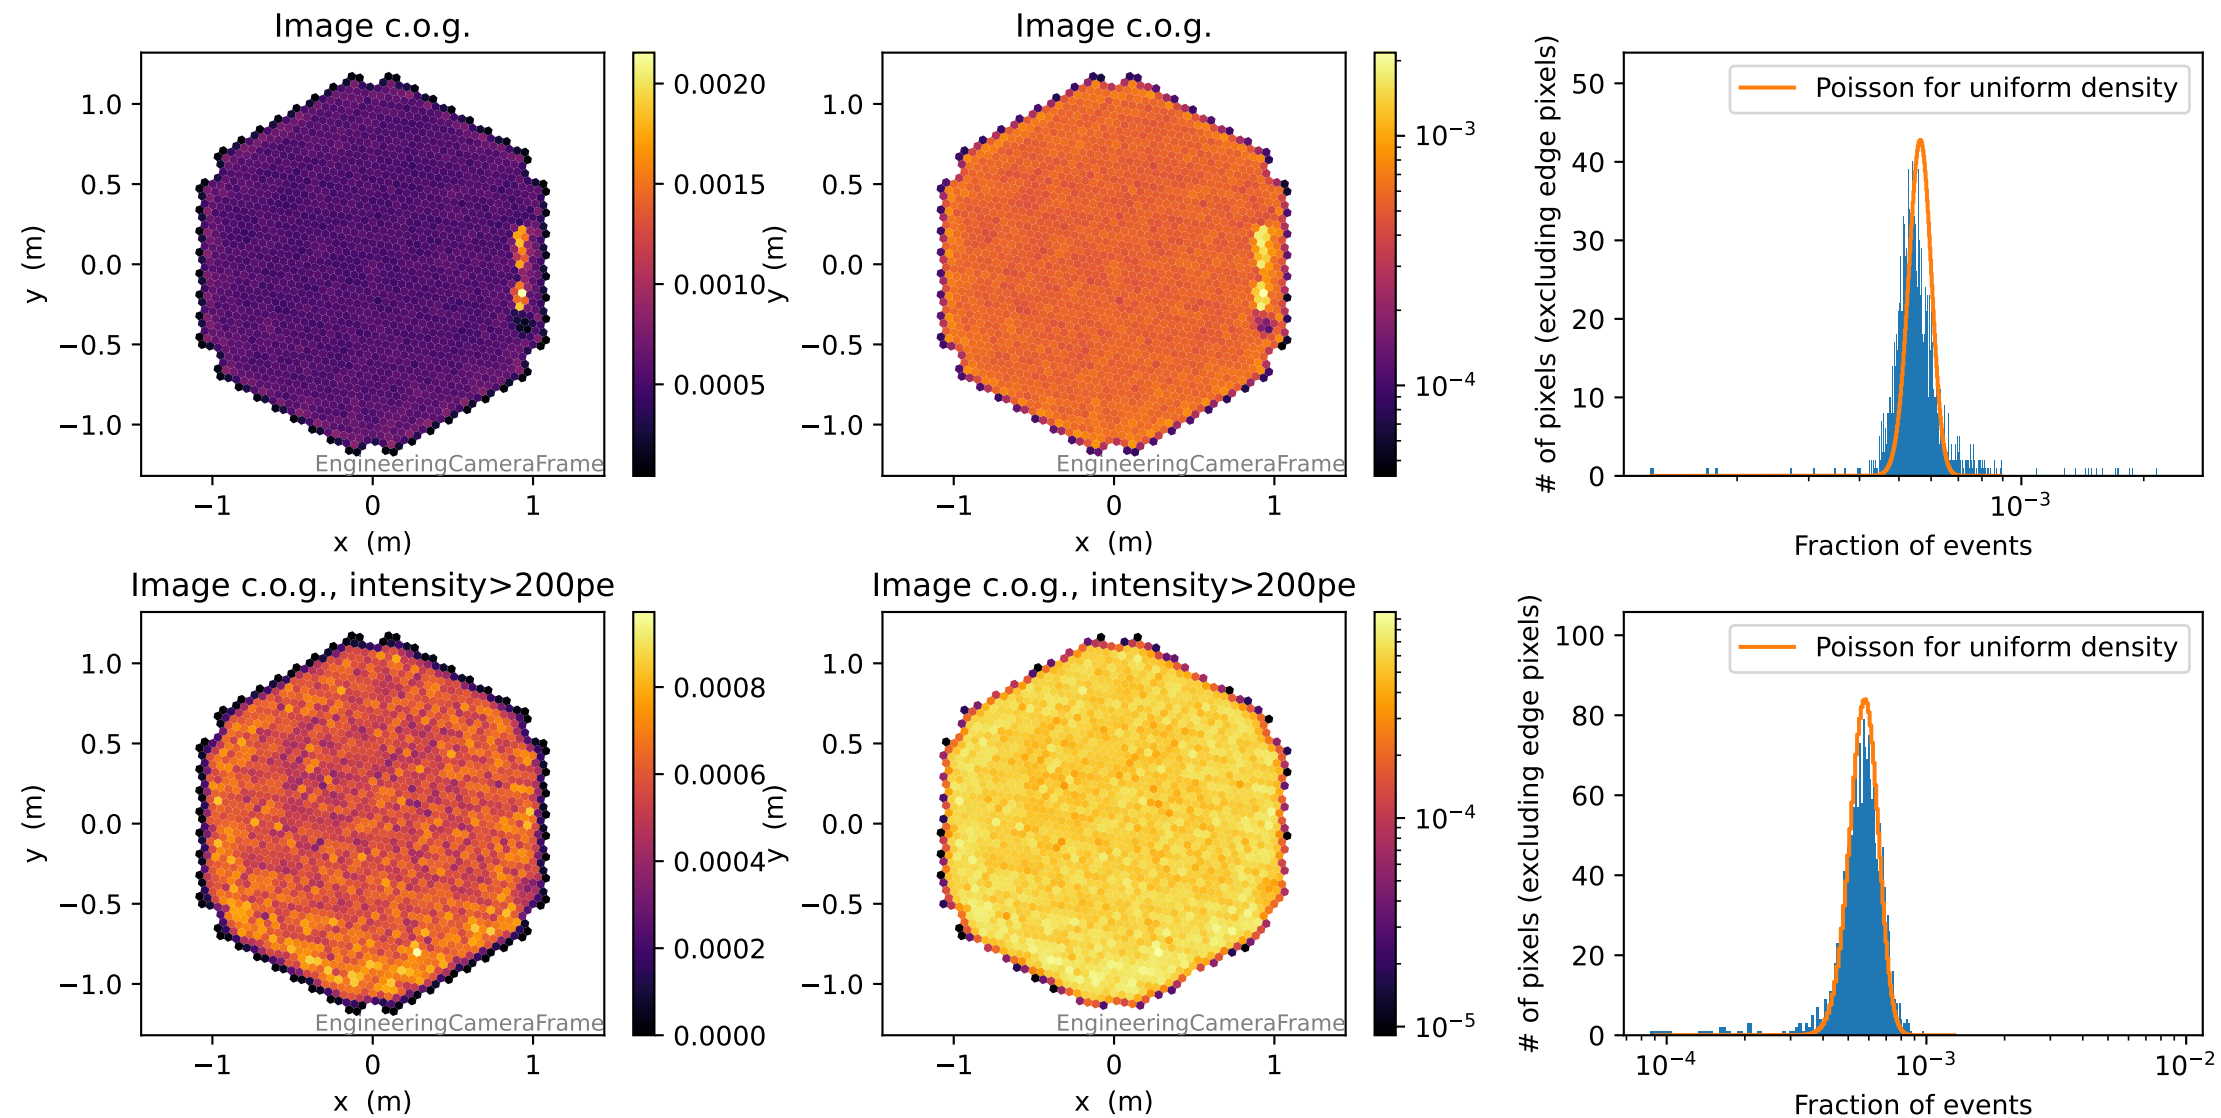 Image c.o.g.
1.0
0.5
0.0
−0.5
−1.0
y (m)
−1
0
1
x (m)
EngineeringCameraFrame
0.0020
0.0015
0.0010
0.0005
Image c.o.g.
1.0
0.5
0.0
−0.5
−1.0
y (m)
−1
0
1
x (m)
EngineeringCameraFrame
10⁻³
10⁻⁴
# of pixels (excluding edge pixels)
50
40
30
20
10
0
Poisson for uniform density
10⁻³
Fraction of events
Image c.o.g., intensity>200pe
1.0
0.5
0.0
−0.5
−1.0
y (m)
−1
0
1
x (m)
EngineeringCameraFrame
0.0008
0.0006
0.0004
0.0002
0.0000
Image c.o.g., intensity>200pe
1.0
0.5
0.0
−0.5
−1.0
y (m)
−1
0
1
x (m)
EngineeringCameraFrame
10⁻⁴
10⁻⁵
# of pixels (excluding edge pixels)
100
80
60
40
20
0
Poisson for uniform density
10⁻⁴
10⁻³
10⁻²
Fraction of events